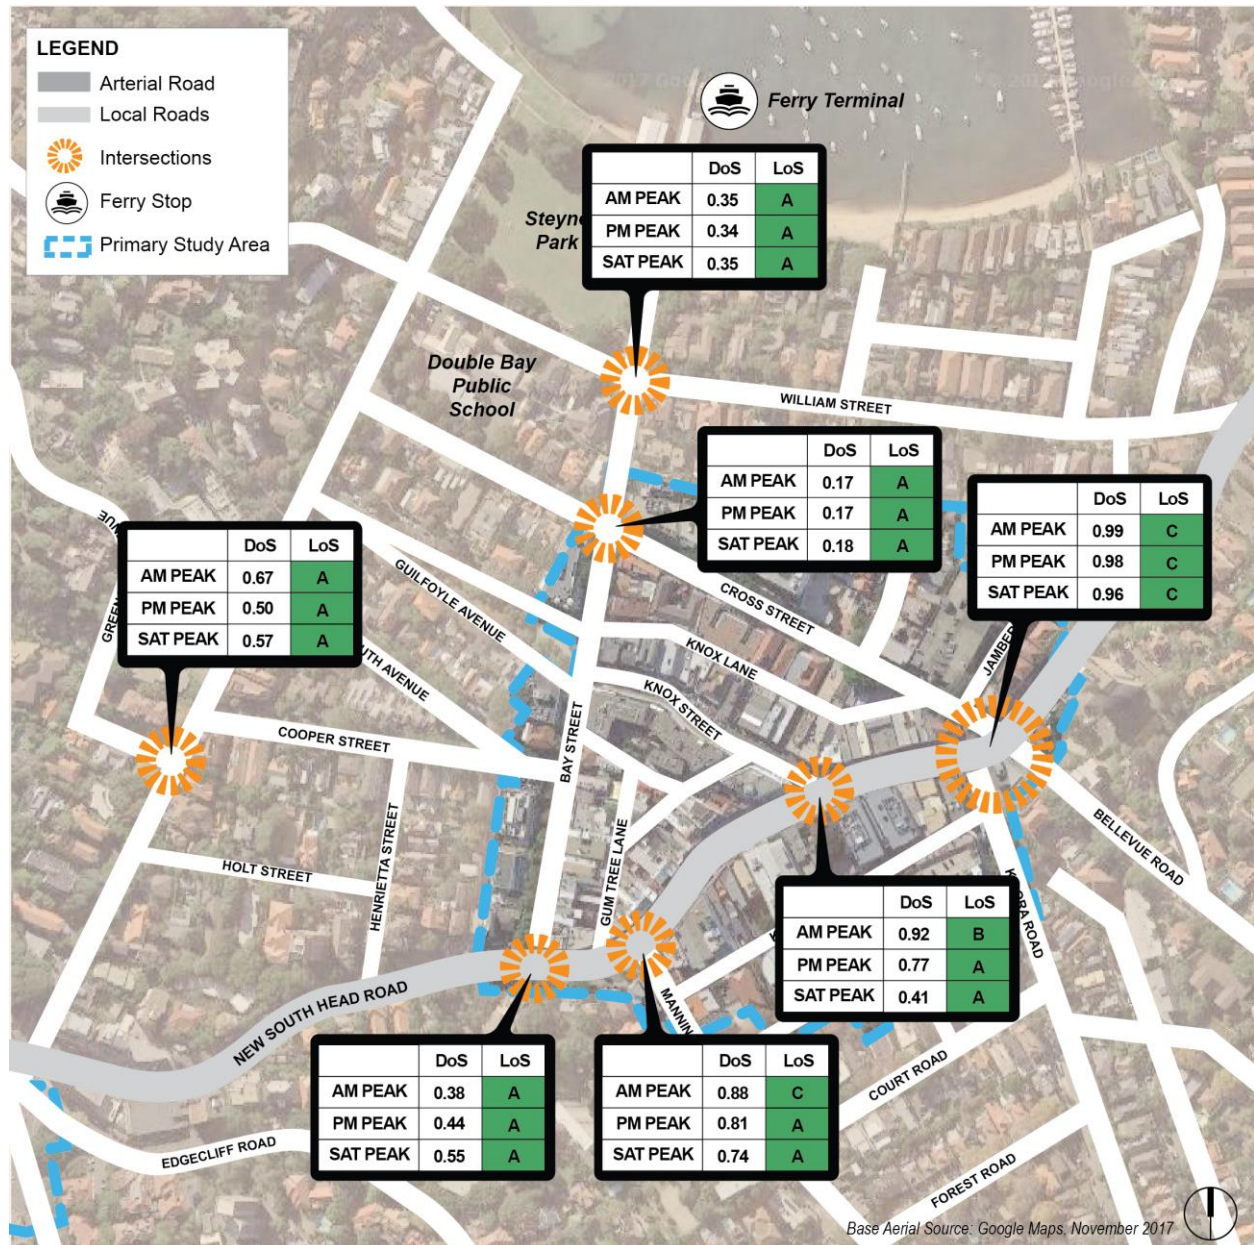 LEGEND
Arterial Road
Local Roads
Intersections
Ferry Stop
Primary Study Area
Ferry Terminal
DoS LoS
AM PEAK 0.35 A
PM PEAK 0.34 A
SAT PEAK 0.35 A
Steyne
Park
Double Bay
Public
School
WILLIAM STREET
DoS LoS
AM PEAK 0.17 A
PM PEAK 0.17 A
SAT PEAK 0.18 A
DoS LoS
AM PEAK 0.99 C
PM PEAK 0.98 C
SAT PEAK 0.96 C
DoS LoS
AM PEAK 0.67 A
PM PEAK 0.50 A
SAT PEAK 0.57 A
GREEN
GUILFOYLE AVENUE
UTH AVENUE
CROSS STREET
KNOX LANE
KNOX STREET
JAMBER
COOPER STREET
BAY STREET
HOLT STREET
HENRIETTA STREET
GUM TREE LANE
BELLEVUE ROAD
DoS LoS
AM PEAK 0.92 B
PM PEAK 0.77 A
SAT PEAK 0.41 A
NEW SOUTH HEAD ROAD
MANNIN
COURT ROAD
DoS LoS
AM PEAK 0.38 A
PM PEAK 0.44 A
SAT PEAK 0.55 A
DoS LoS
AM PEAK 0.88 C
PM PEAK 0.81 A
SAT PEAK 0.74 A
EDGECLIFF ROAD
FOREST ROAD
Base Aerial Source: Google Maps, November 2017